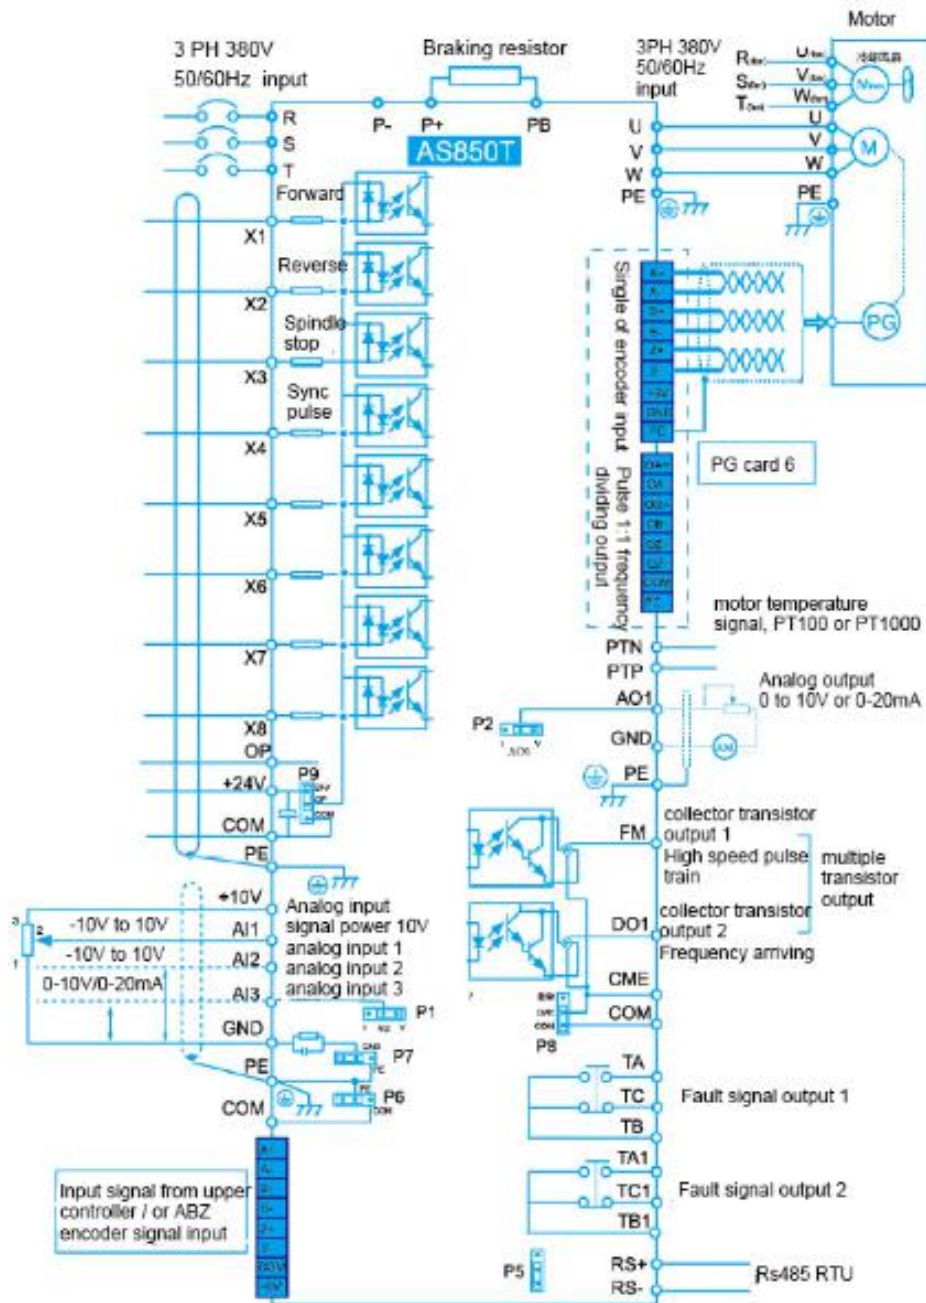 Motor
3 PH 380V
50/60Hz input
Braking resistor
3PH 380V
50/60Hz
input
R
S
T
P-
P+
PB
AS850T
U
V
W
PE
U
V
W
PE
M
PG
Forward
X1
Reverse
X2
Spindle
stop
X3
Sync
pulse
X4
X5
X6
X7
X8
OP
+24V
P9
COM
PE
Single of encoder input
Pulse 1:1 frequency
dividing output
PG card 6
motor temperature
signal, PT100 or PT1000
PTN
PTP
AO1
Analog output
0 to 10V or 0-20mA
P2
GND
PE
FM
collector transistor
output 1
High speed pulse
train
multiple
transistor
output
DO1
collector transistor
output 2
Frequency arriving
CME
COM
P8
+10V
Analog input
signal power 10V
-10V to 10V
AI1
analog input 1
-10V to 10V
AI2
analog input 2
0-10V/0-20mA
AI3
analog input 3
P1
GND
P7
PE
P6
COM
3
2
1
Input signal from upper
controller / or ABZ
encoder signal input
TA
TC
TB
Fault signal output 1
TA1
TC1
TB1
Fault signal output 2
P5
RS+
RS-
Rs485 RTU